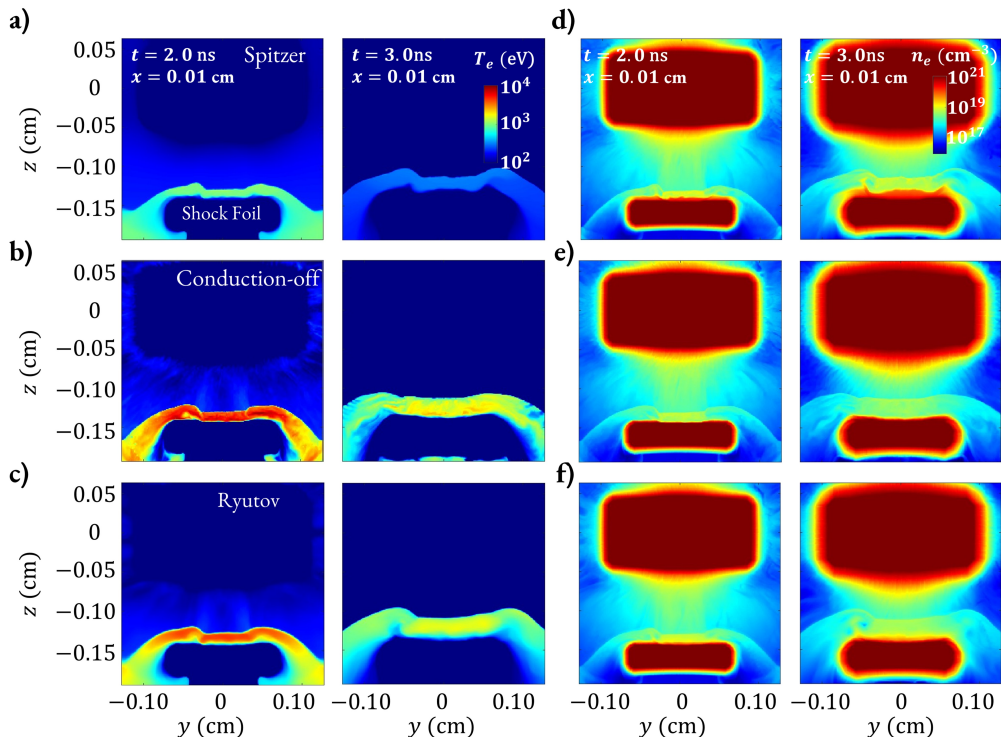 a)
t = 2.0 ns
x = 0.01 cm
Spitzer
Shock Foil
t = 3.0ns
x = 0.01 cm
T_e (eV)
10^4
10^3
10^2
z (cm)
0.05
0
−0.05
−0.10
−0.15
d)
t = 2.0 ns
x = 0.01 cm
t = 3.0ns
x = 0.01 cm
n_e (cm^−3)
10^21
10^19
10^17
b)
Conduction-off
z (cm)
0.05
0
−0.05
−0.10
−0.15
e)
c)
Ryutov
z (cm)
0.05
0
−0.05
−0.10
−0.15
f)
−0.10 0 0.10
y (cm)
−0.10 0 0.10
y (cm)
−0.10 0 0.10
y (cm)
−0.10 0 0.10
y (cm)